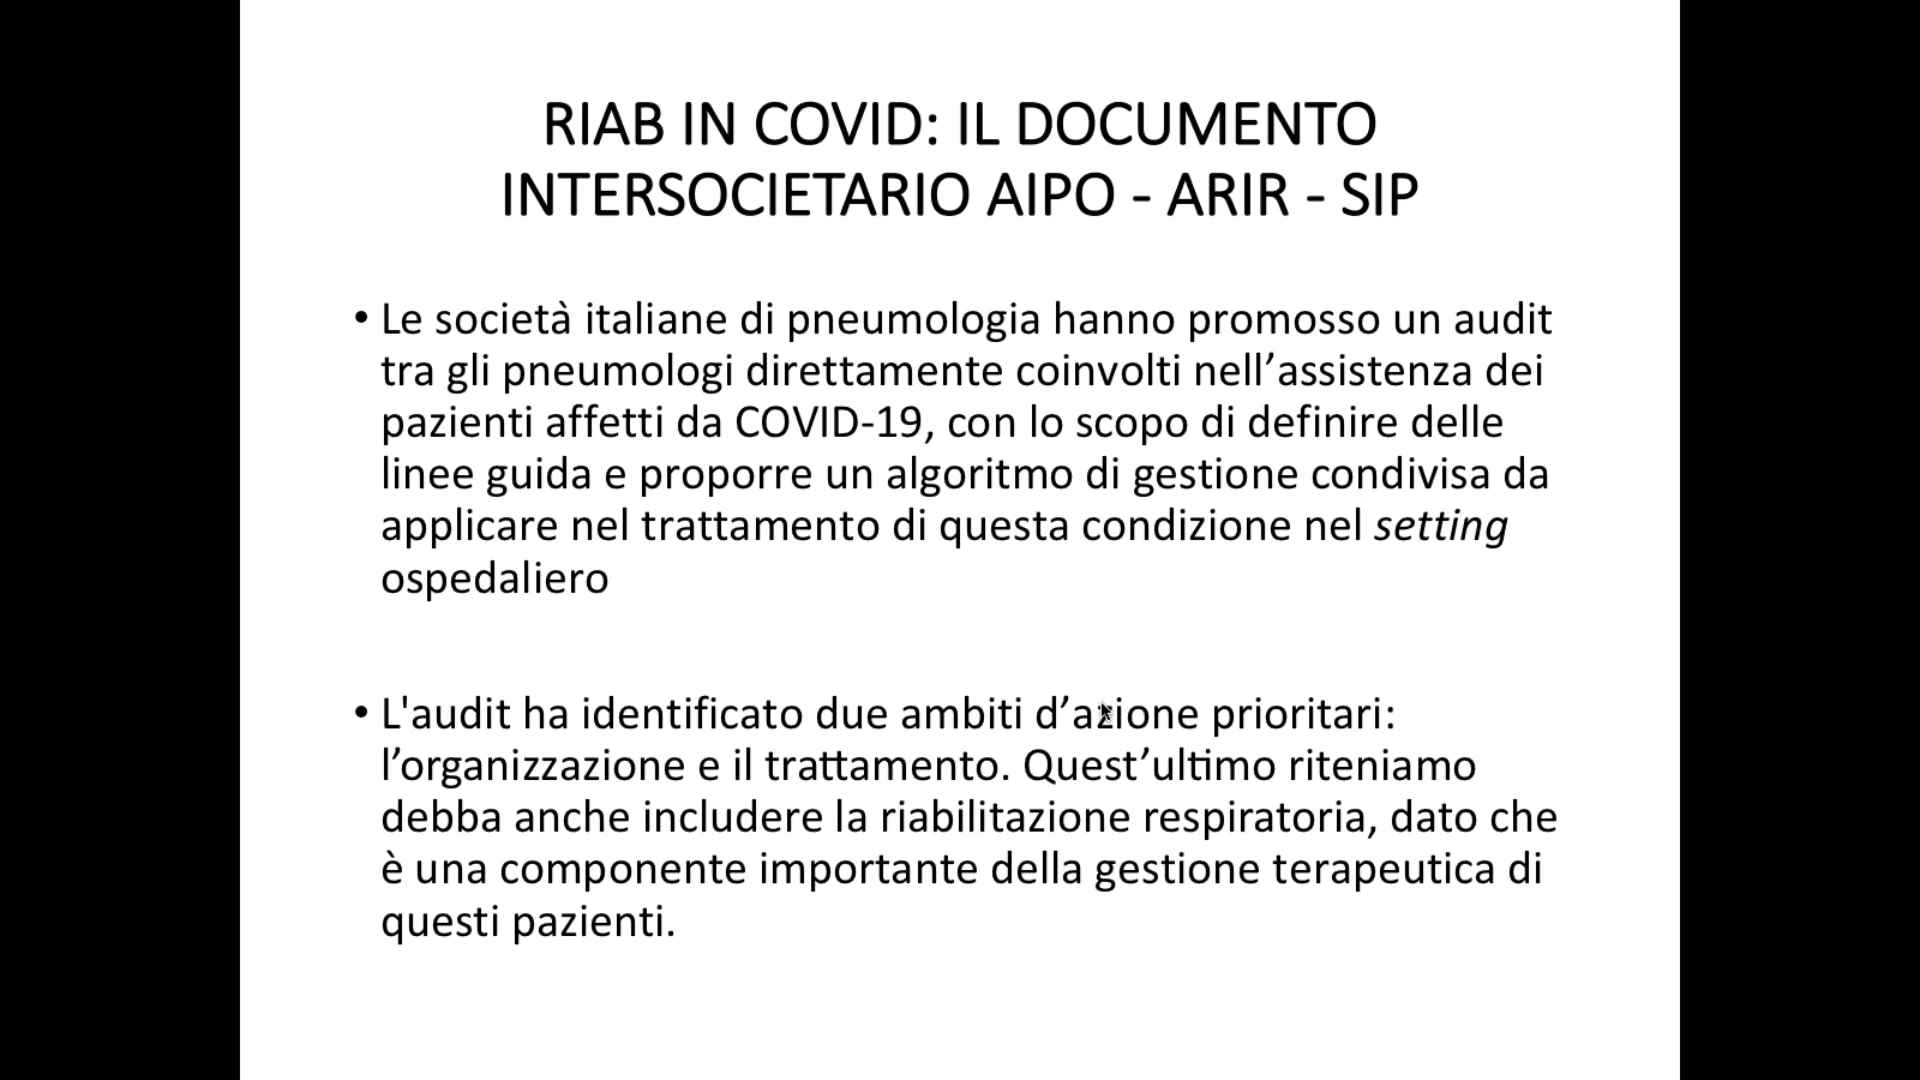 RIAB IN COVID: IL DOCUMENTO
INTERSOCIETARIO AIPO - ARIR - SIP
• Le società italiane di pneumologia hanno promosso un audit
tra gli pneumologi direttamente coinvolti nell’assistenza dei
pazienti affetti da COVID-19, con lo scopo di definire delle
linee guida e proporre un algoritmo di gestione condivisa da
applicare nel trattamento di questa condizione nel setting
ospedaliero
• L'audit ha identificato due ambiti d’azione prioritari:
l’organizzazione e il trattamento. Quest’ultimo riteniamo
debba anche includere la riabilitazione respiratoria, dato che
è una componente importante della gestione terapeutica di
questi pazienti.